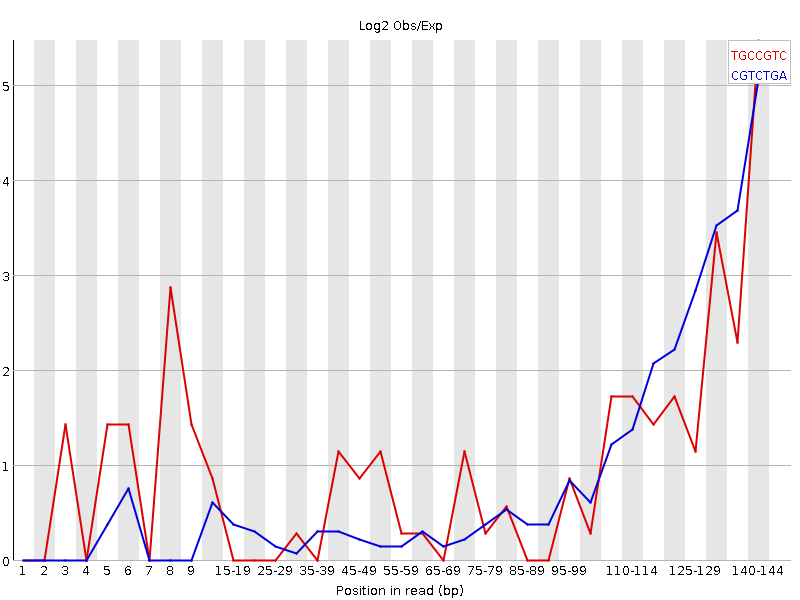 Log2 Obs/Exp
TGCCGTC
CGTCTGA
5
4
3
2
1
0
1 2 3 4 5 6 7 8 9 15-19 25-29 35-39 45-49 55-59 65-69 75-79 85-89 95-99 110-114 125-129 140-144
Position in read (bp)